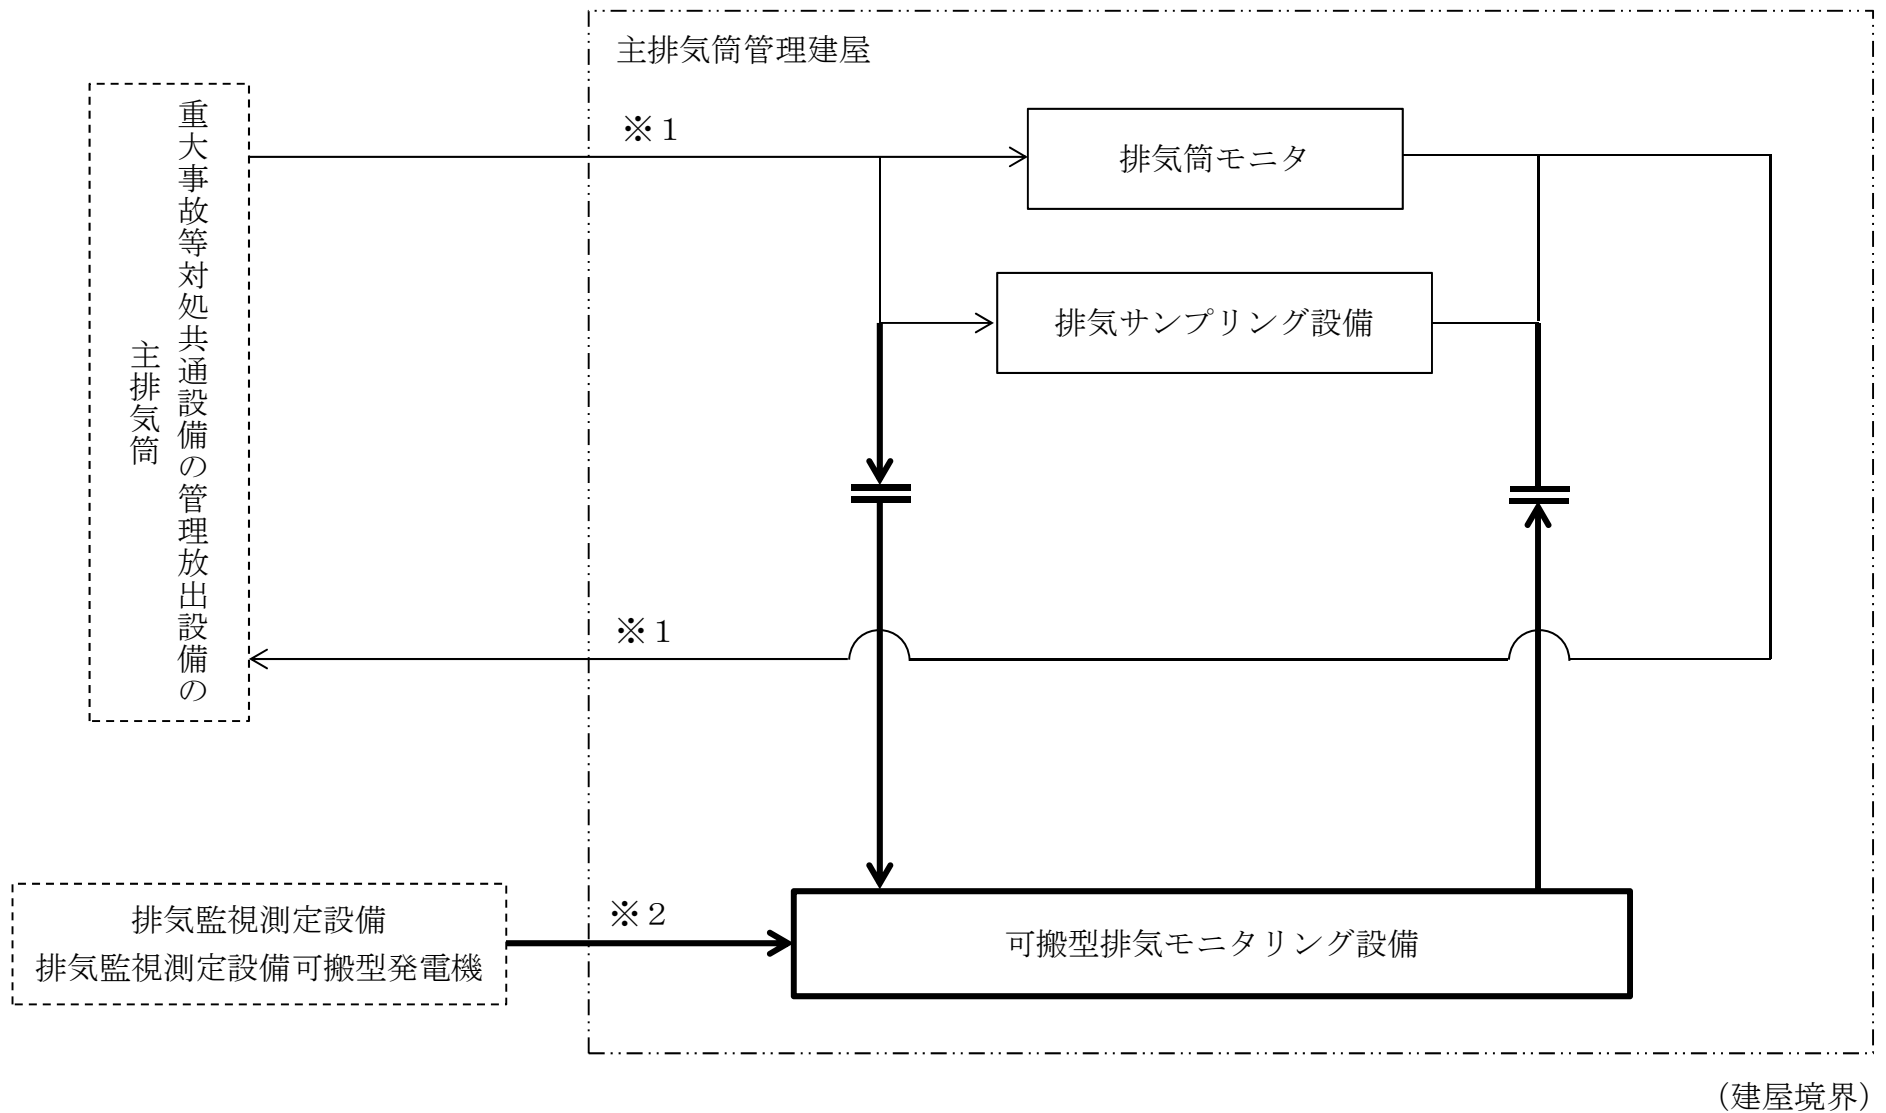 主排気筒管理建屋
※１
排気筒モニタ
重大事故等対処共通設備の管理放出設備の
主排気筒
排気サンプリング設備
※１
排気監視測定設備
排気監視測定設備可搬型発電機
※２
可搬型排気モニタリング設備
（建屋境界）